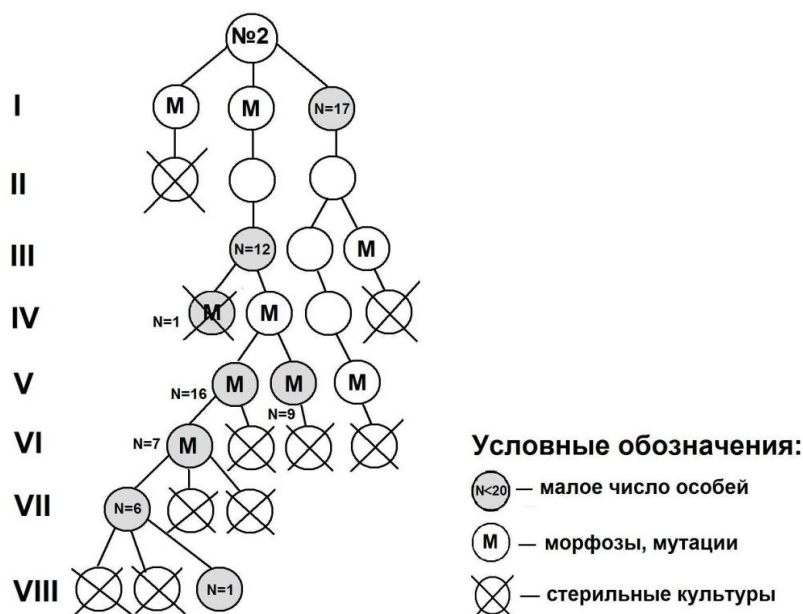 №2
I
M
M
N=17
II
III
N=12
M
IV
N=1
M
M
V
N=16
M
M
N=9
M
VI
N=7
M
VII
N=6
VIII
N=1
Условные обозначения:
N<20 — малое число особей
M — морфозы, мутации
— стерильные культуры